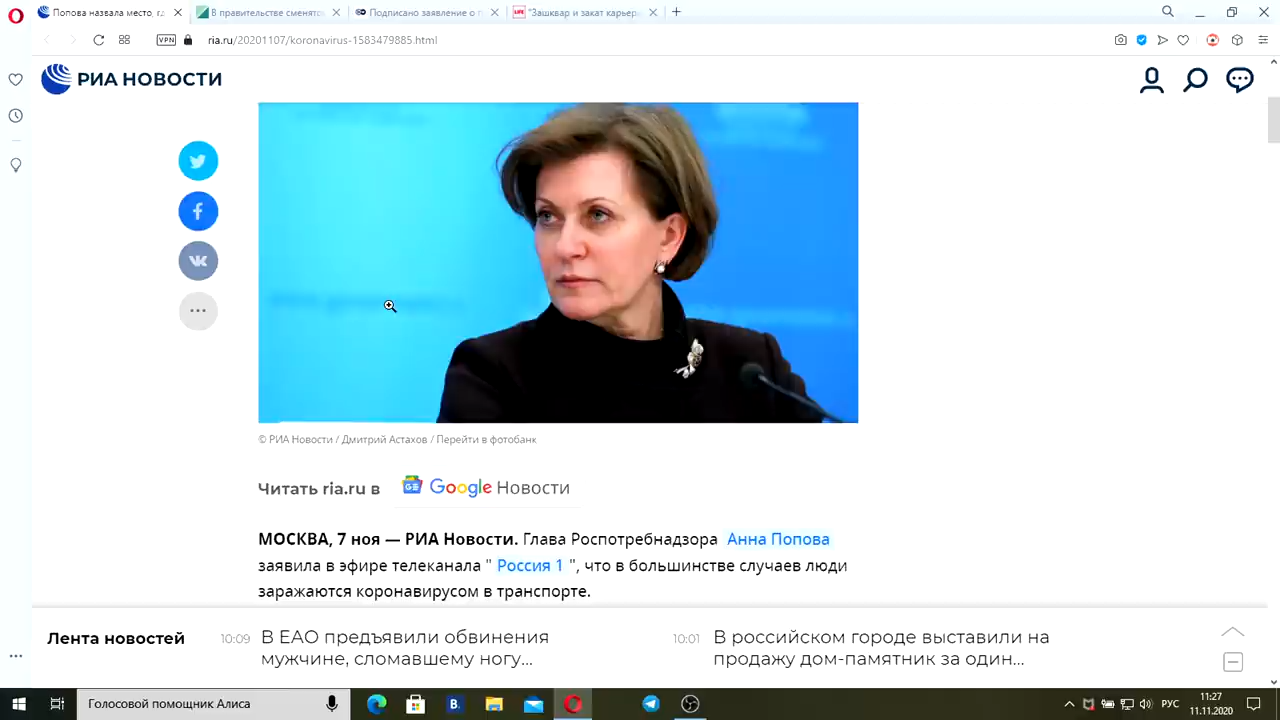 Попова назвала место, г
В правительстве сменятс
Подписано заявление о п
LIFE "Зашквар и закат карьер
VPN ria.ru/20201107/koronavirus-1583479885.html
РИА НОВОСТИ
© РИА Новости / Дмитрий Астахов / Перейти в фотобанк
Читать ria.ru в GE Google Новости
МОСКВА, 7 ноя — РИА Новости. Глава Роспотребнадзора Анна Попова
заявила в эфире телеканала " Россия 1 ", что в большинстве случаев люди
заражаются коронавирусом в транспорте.
Лента новостей
10:09 В ЕАО предъявили обвинения
мужчине, сломавшему ногу...
10:01 В российском городе выставили на
продажу дом-памятник за один...
Голосовой помощник Алиса
B.
РУС
11:27
11.11.2020